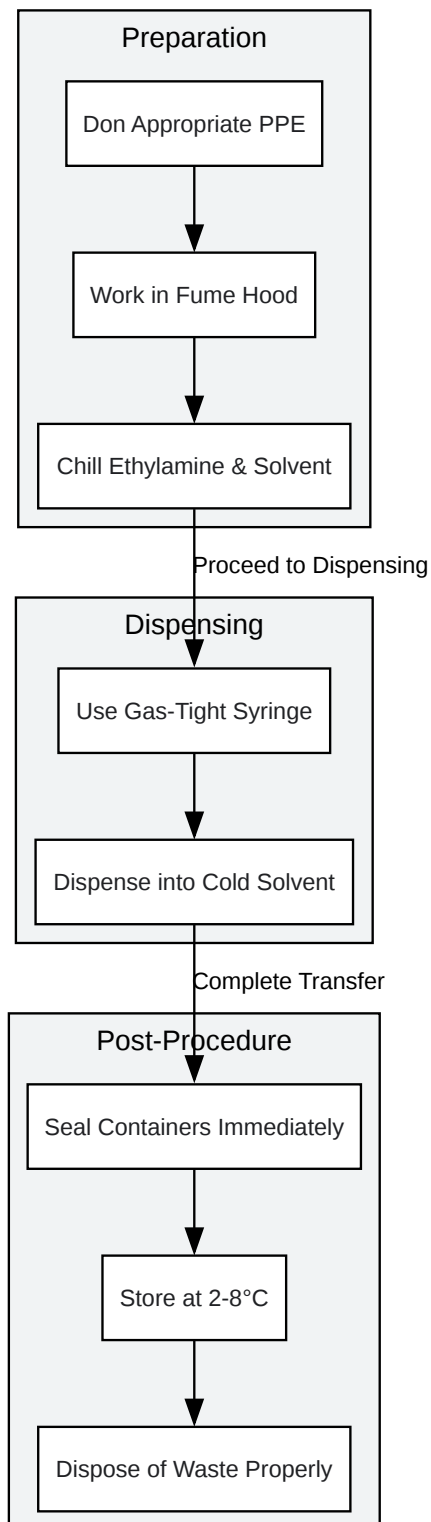 Preparation
Don Appropriate PPE
Work in Fume Hood
Chill Ethylamine & Solvent
Proceed to Dispensing
Dispensing
Use Gas-Tight Syringe
Dispense into Cold Solvent
Complete Transfer
Post-Procedure
Seal Containers Immediately
Store at 2-8°C
Dispose of Waste Properly